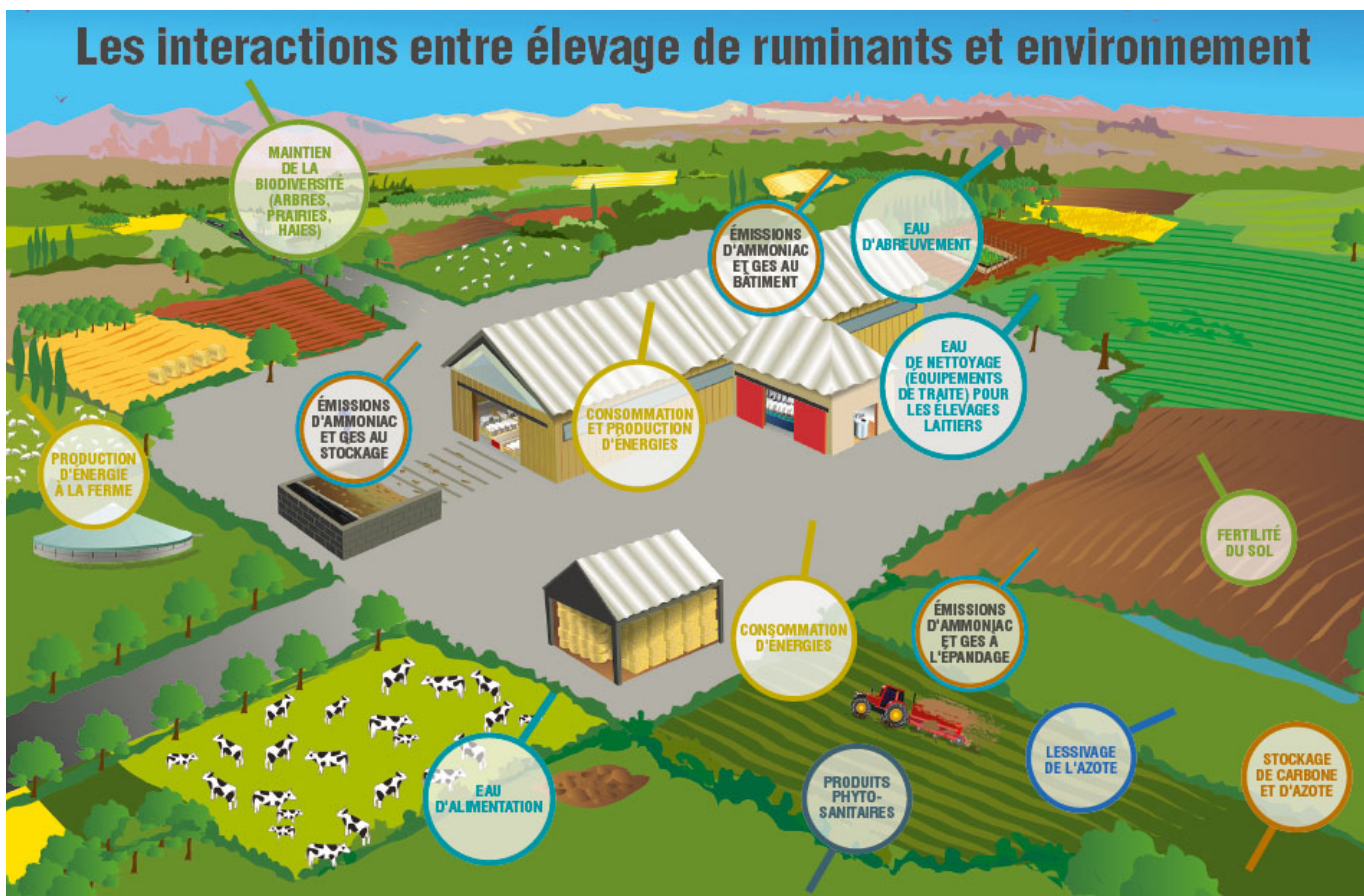 Les interactions entre élevage de ruminants et environnement
MAINTIEN
DE LA
BIODIVERSITÉ
(ARBRES,
PRAIRIES,
HAIES)
ÉMISSIONS
D'AMMONIAC
ET GES AU
BÂTIMENT
EAU
D'ABREUVEMENT
EAU
DE NETTOYAGE
(ÉQUIPEMENTS
DE TRAITE) POUR
LES ÉLEVAGES
LAITIERS
ÉMISSIONS
D'AMMONIAC
ET GES AU
STOCKAGE
CONSOMMATION
ET PRODUCTION
D'ÉNERGIES
PRODUCTION
D'ÉNERGIE
À LA FERME
FERTILITÉ
DU SOL
CONSOMMATION
D'ÉNERGIES
ÉMISSIONS
D'AMMONIAC
ET GES À
L'ÉPANDAGE
EAU
D'ALIMENTATION
PRODUITS
PHYTO-
SANITAIRES
LESSIVAGE
DE L'AZOTE
STOCKAGE
DE CARBONE
ET D'AZOTE